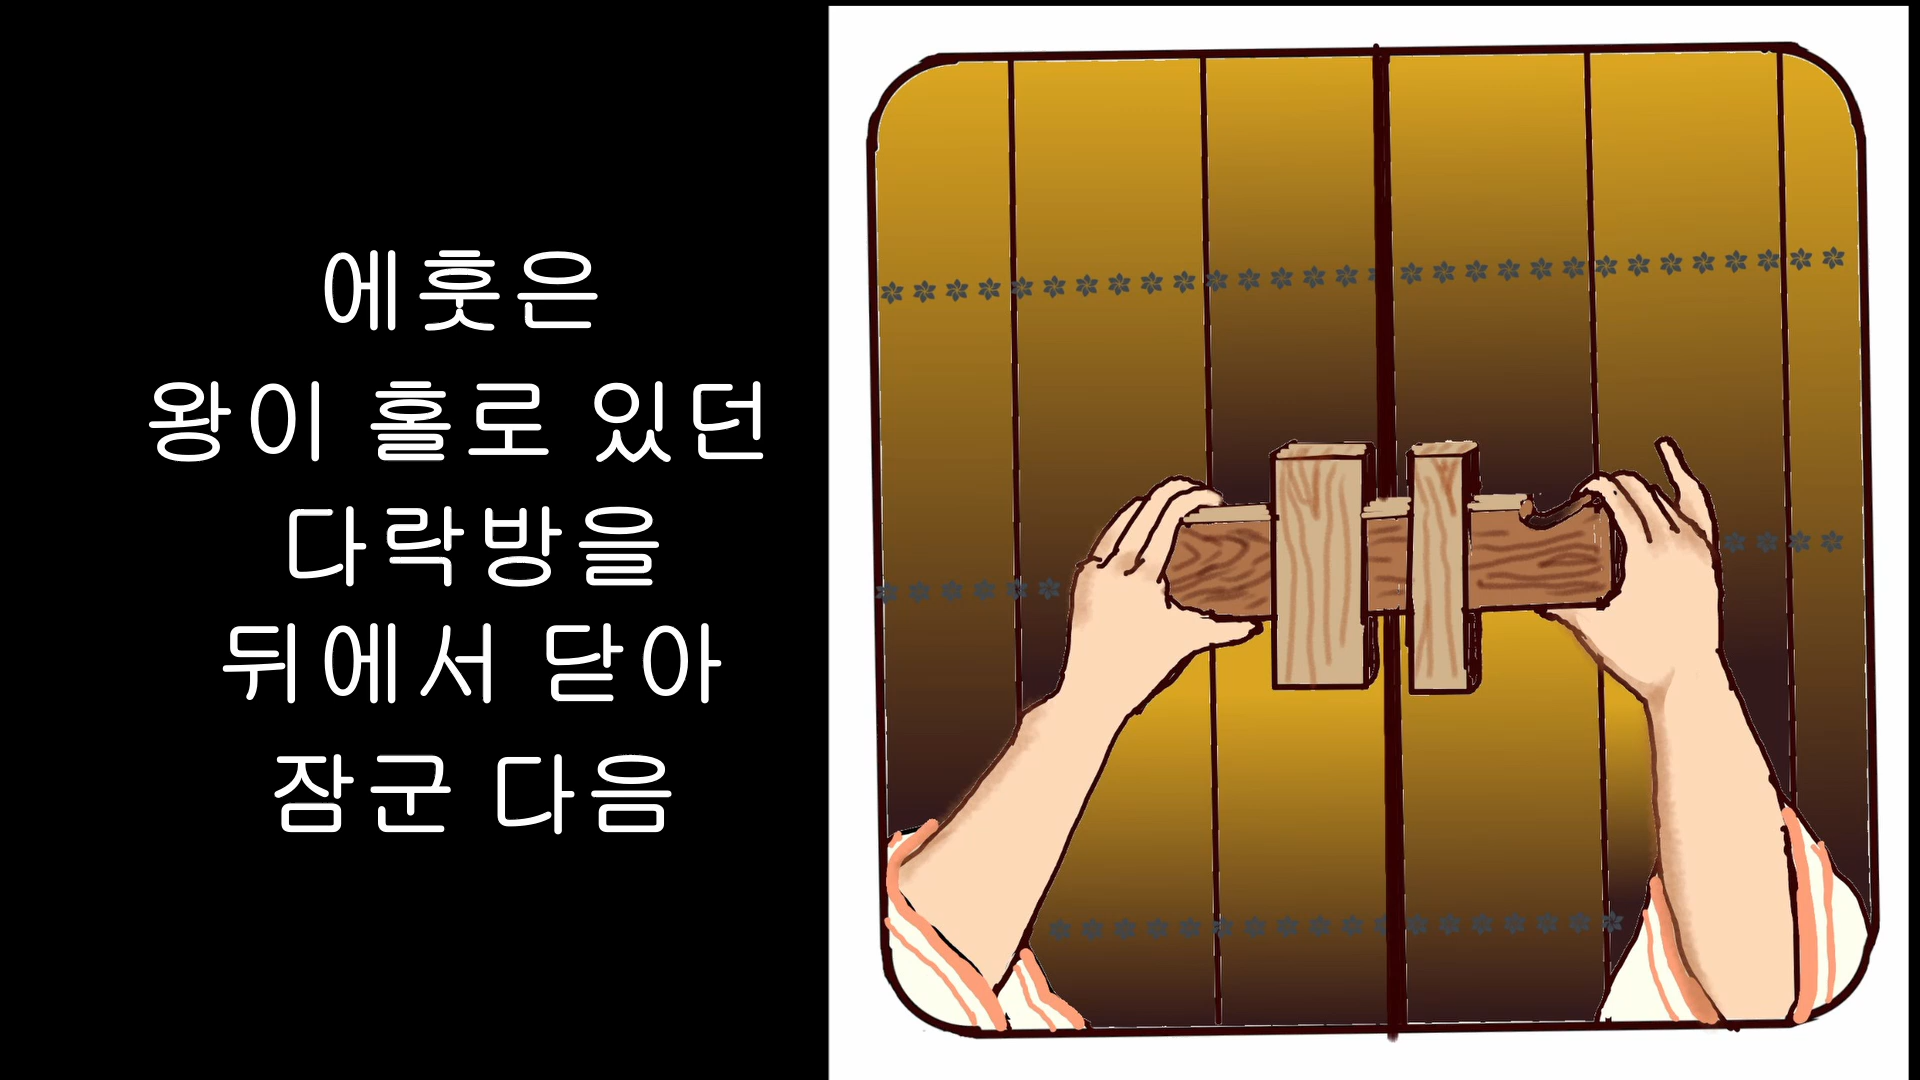 에훗은
왕이 홀로 있던
다락방을
뒤에서 닫아
잠군 다음